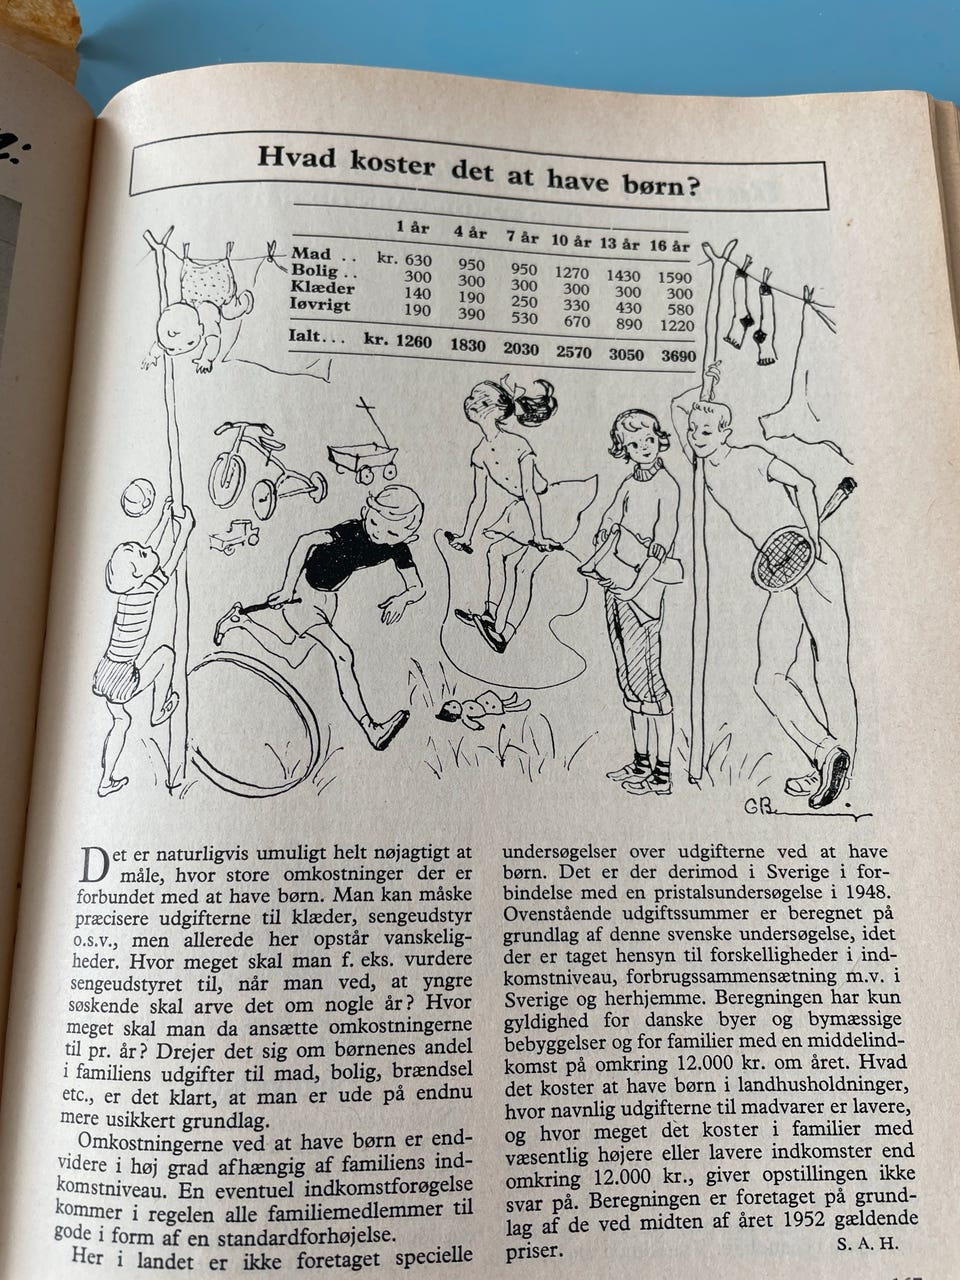 Hvad koster det at have børn?
1 år 4 år 7 år 10 år 13 år 16 år
Mad . . kr. 630 950 950 1270 1430 1590
Bolig . . 300 300 300 300 300 300
Klæder 140 190 250 330 430 580
Iøvrigt 190 390 530 670 890 1220
Ialt. . . kr. 1260 1830 2030 2570 3050 3690
Det er naturligvis umuligt helt nøjagtigt at
måle, hvor store omkostninger der er
forbundet med at have børn. Man kan måske
præcisere udgifterne til klæder, sengeudstyr
o.s.v., men allerede her opstår vanskelig-
heder. Hvor meget skal man f. eks. vurdere
sengeudstyret til, når man ved, at yngre
søskende skal arve det om nogle år? Hvor
meget skal man da ansætte omkostningerne
til pr. år? Drejer det sig om børnenes andel
i familiens udgifter til mad, bolig, brændsel
etc., er det klart, at man er ude på endnu
mere usikkert grundlag.
Omkostningerne ved at have børn er end-
videre i høj grad afhængig af familiens ind-
komstniveau. En eventuel indkomstforøgelse
kommer i regelen alle familiemedlemmer til
gode i form af en standardforhøjelse.
Her i landet er ikke foretaget specielle
undersøgelser over udgifterne ved at have
børn. Det er der derimod i Sverige i for-
bindelse med en pristalsundersøgelse i 1948.
Ovenstående udgiftssummer er beregnet på
grundlag af denne svenske undersøgelse, idet
der er taget hensyn til forskelligheder i ind-
komstniveau, forbrugssammensætning m.v. i
Sverige og herhjemme. Beregningen har kun
gyldighed for danske byer og bymæssige
bebyggelser og for familier med en middelind-
komst på omkring 12.000 kr. om året. Hvad
det koster at have børn i landhusholdninger,
hvor navnlig udgifterne til madvarer er lavere,
og hvor meget det koster i familier med
væsentlig højere eller lavere indkomster end
omkring 12.000 kr., giver opstillingen ikke
svar på. Beregningen er foretaget på grund-
lag af de ved midten af året 1952 gældende
priser. S. A. H.